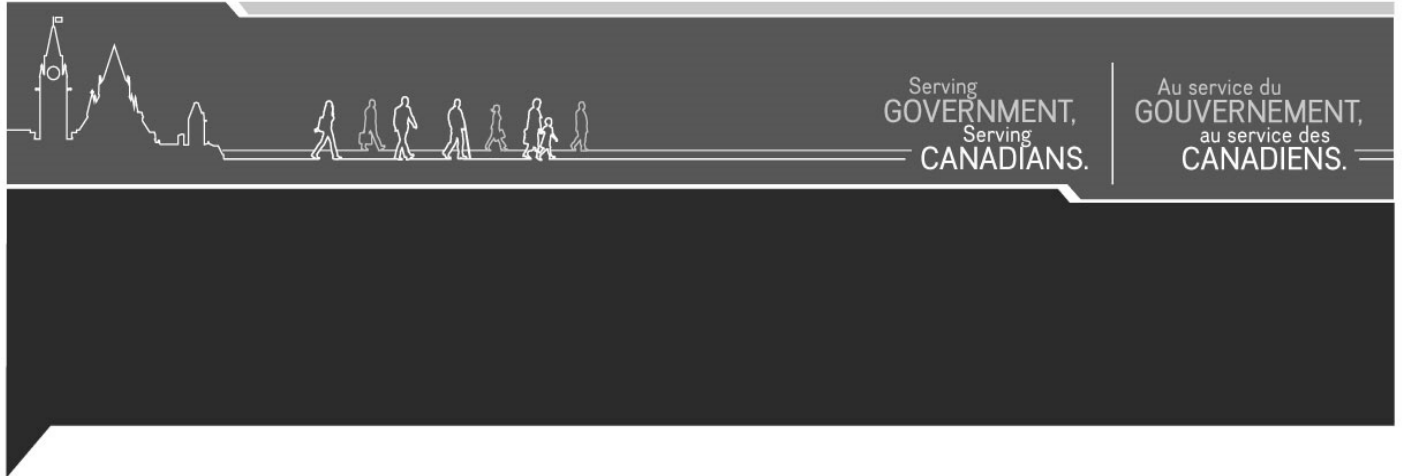 Serving
GOVERNMENT,
Serving
CANADIANS.
Au service du
GOUVERNEMENT,
au service des
CANADIENS.